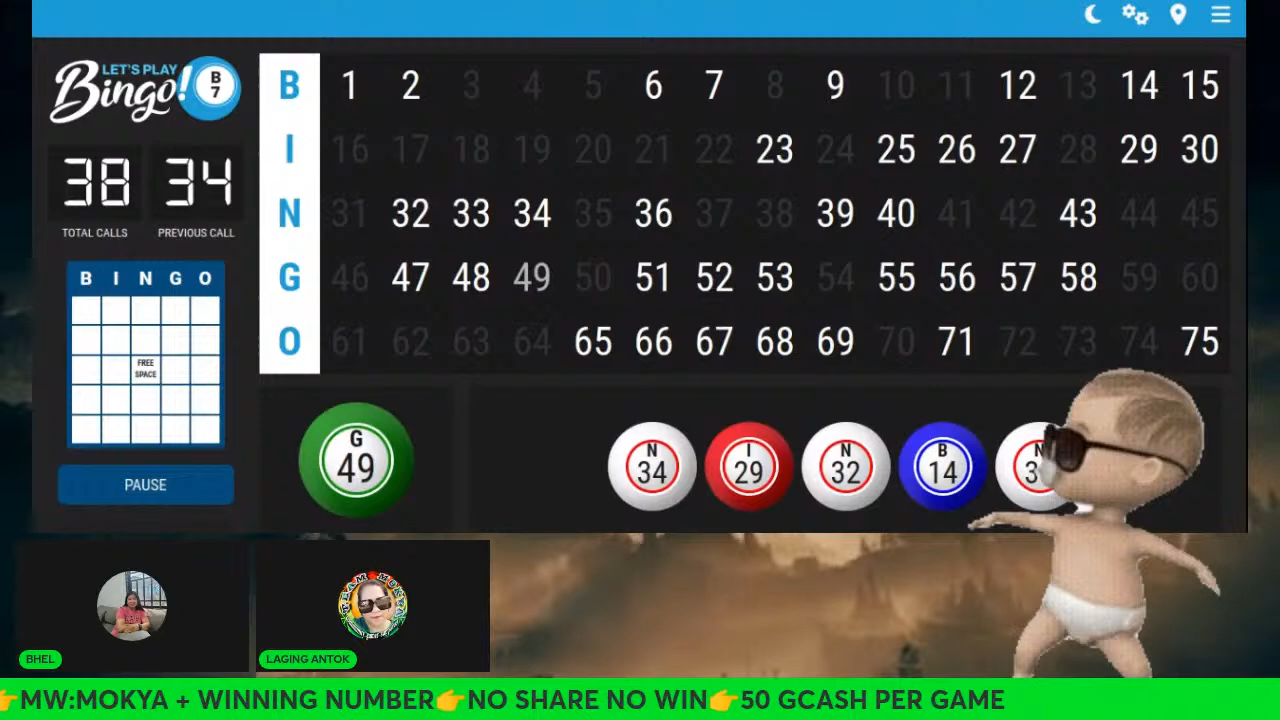 LET'S PLAY
Bingo!
B
7
38
34
TOTAL CALLS
PREVIOUS CALL
B 1 2 3 4 5 6 7 8 9 10 11 12 13 14 15
I 16 17 18 19 20 21 22 23 24 25 26 27 28 29 30
N 31 32 33 34 35 36 37 38 39 40 41 42 43 44 45
G 46 47 48 49 50 51 52 53 54 55 56 57 58 59 60
O 61 62 63 64 65 66 67 68 69 70 71 72 73 74 75
B I N G O
FREE
SPACE
PAUSE
G
49
N
34
I
29
N
32
B
14
N
BHEL
LAGING ANTOK
👉MW:MOKYA + WINNING NUMBER👉NO SHARE NO WIN👉50 GCASH PER GAME